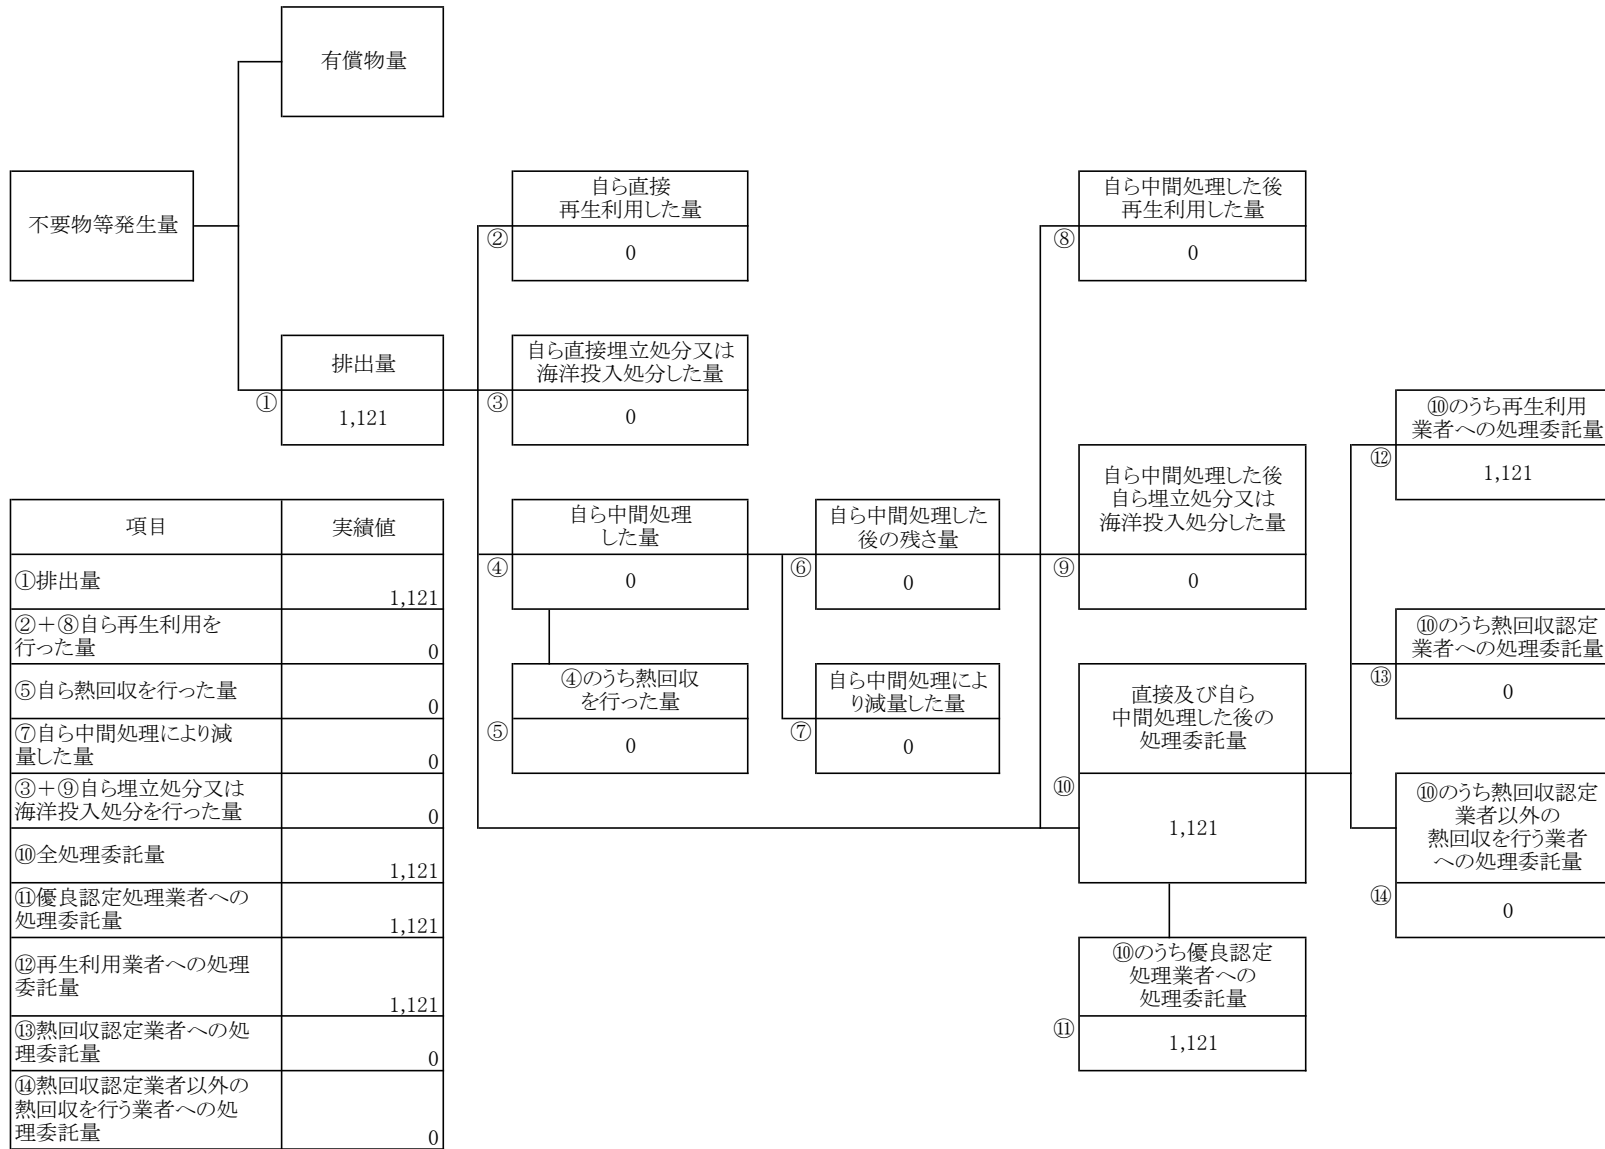 有償物量
不要物等発生量
自ら直接
再生利用した量
②
0
自ら中間処理した後
再生利用した量
⑧
0
排出量
①
1,121
自ら直接埋立処分又は
海洋投入処分した量
③
0
⑩のうち再生利用
業者への処理委託量
⑫
1,121
自ら中間処理した後
自ら埋立処分又は
海洋投入処分した量
⑨
0
自ら中間処理
した量
④
0
自ら中間処理した
後の残さ量
⑥
0
⑩のうち熱回収認定
業者への処理委託量
⑬
0
④のうち熱回収
を行った量
⑤
0
自ら中間処理によ
り減量した量
⑦
0
直接及び自ら
中間処理した後の
処理委託量
⑩
1,121
⑩のうち熱回収認定
業者以外の
熱回収を行う業者
への処理委託量
⑭
0
⑩のうち優良認定
処理業者への
処理委託量
⑪
1,121
項目 実績値
①排出量
1,121
②+⑧自ら再生利用を
行った量 0
⑤自ら熱回収を行った量
0
⑦自ら中間処理により減
量した量 0
③+⑨自ら埋立処分又は
海洋投入処分を行った量 0
⑩全処理委託量
1,121
⑪優良認定処理業者への
処理委託量 1,121
⑫再生利用業者への処理
委託量
1,121
⑬熱回収認定業者への処
理委託量 0
⑭熱回収認定業者以外の
熱回収を行う業者への処
理委託量 0